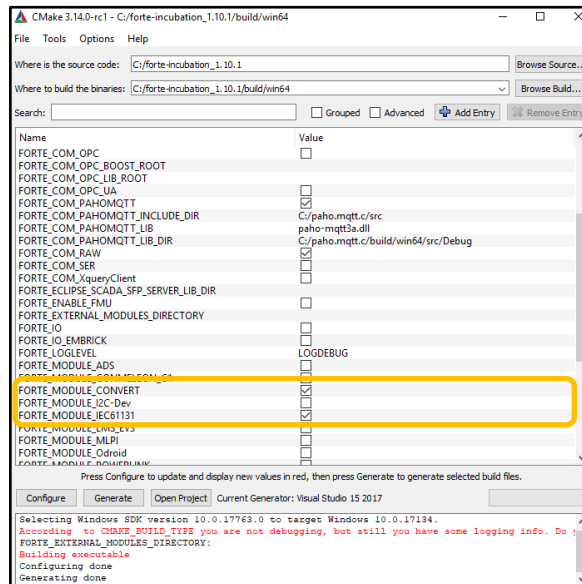 CMake 3.14.0-rc1 - C:/forte-incubation_1.10.1/build/win64
File Tools Options Help
Where is the source code: C:/forte-incubation_1.10.1 Browse Source...
Where to build the binaries: C:/forte-incubation_1.10.1/build/win64 Browse Build...
Search: Grouped Advanced Add Entry Remove Entry
Name Value
FORTE_COM_OPC
FORTE_COM_OPC_BOOST_ROOT
FORTE_COM_OPC_LIB_ROOT
FORTE_COM_OPC_UA
FORTE_COM_PAHOMQTT
FORTE_COM_PAHOMQTT_INCLUDE_DIR C:/paho.mqtt.c/src
FORTE_COM_PAHOMQTT_LIB paho-mqtt3a.dll
FORTE_COM_PAHOMQTT_LIB_DIR C:/paho.mqtt.c/build/win64/src/Debug
FORTE_COM_RAW
FORTE_COM_SER
FORTE_COM_XqueryClient
FORTE_ECLIPSE_SCADA_SFP_SERVER_LIB_DIR
FORTE_ENABLE_FMU
FORTE_EXTERNAL_MODULES_DIRECTORY
FORTE_IO
FORTE_IO_EMBRICK
FORTE_LOGLEVEL LOGDEBUG
FORTE_MODULE_ADS
FORTE_MODULE_CONMELEON_C1
FORTE_MODULE_CONVERT
FORTE_MODULE_I2C-Dev
FORTE_MODULE_IEC61131
FORTE_MODULE_LMS_EV3
FORTE_MODULE_MLPI
FORTE_MODULE_Odroid
FORTE_MODULE_POWERLINK
Press Configure to update and display new values in red, then press Generate to generate selected build files.
Configure Generate Open Project Current Generator: Visual Studio 15 2017
Selecting Windows SDK version 10.0.17763.0 to target Windows 10.0.17134.
According to CMAKE_BUILD_TYPE you are not debugging, but still you have some logging info. Do
FORTE_EXTERNAL_MODULES_DIRECTORY:
Building executable
Configuring done
Generating done